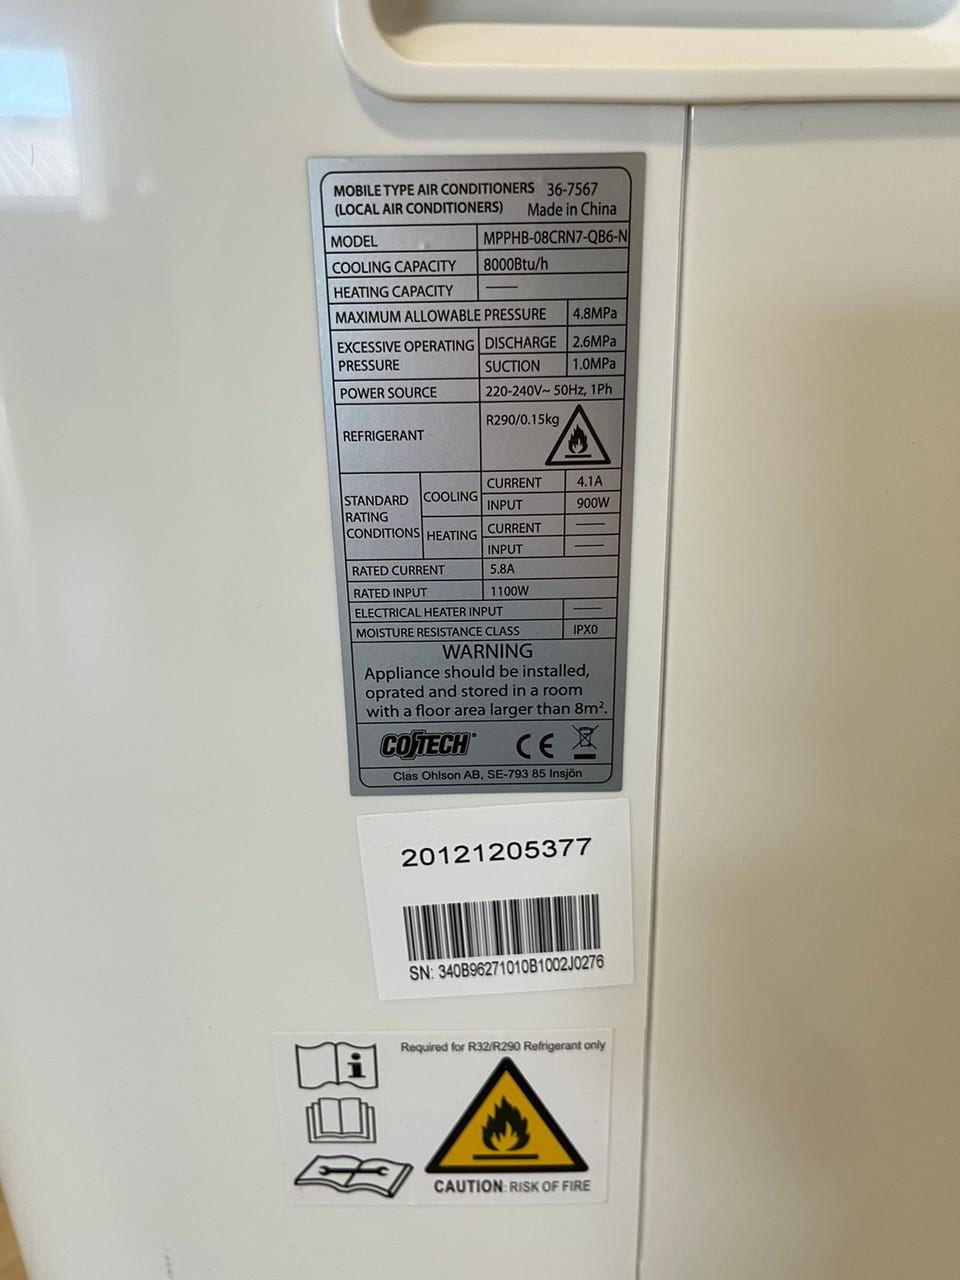 MOBILE TYPE AIR CONDITIONERS 36-7567
(LOCAL AIR CONDITIONERS) Made in China
MODEL MPPHB-08CRN7-QB6-N
COOLING CAPACITY 8000Btu/h
HEATING CAPACITY ——
MAXIMUM ALLOWABLE PRESSURE 4.8MPa
EXCESSIVE OPERATING PRESSURE DISCHARGE 2.6MPa
SUCTION 1.0MPa
POWER SOURCE 220-240V~ 50Hz, 1Ph
REFRIGERANT R290/0.15kg
STANDARD RATING CONDITIONS COOLING CURRENT 4.1A
INPUT 900W
HEATING CURRENT ——
INPUT ——
RATED CURRENT 5.8A
RATED INPUT 1100W
ELECTRICAL HEATER INPUT ——
MOISTURE RESISTANCE CLASS IPX0
WARNING
Appliance should be installed,
oprated and stored in a room
with a floor area larger than 8m².
COTECH CE
Clas Ohlson AB, SE-793 85 Insjön
20121205377
SN: 340B96271010B1002J0276
Required for R32/R290 Refrigerant only
CAUTION: RISK OF FIRE